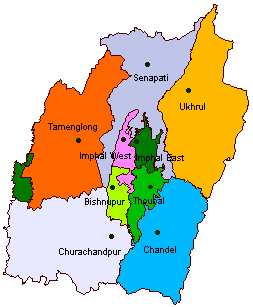 Senapati
Ukhrul
Tamenglong
Imphal West
Imphal East
Bishnupur
Thoubal
Churachandpur
Chandel